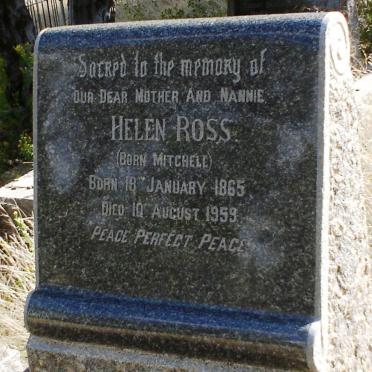 Sacred to the memory of
OUR DEAR MOTHER AND NANNIE
HELEN ROSS.
(BORN MITCHELL)
BORN 18TH JANUARY 1865
DIED 10TH AUGUST 1959
PEACE PERFECT PEACE